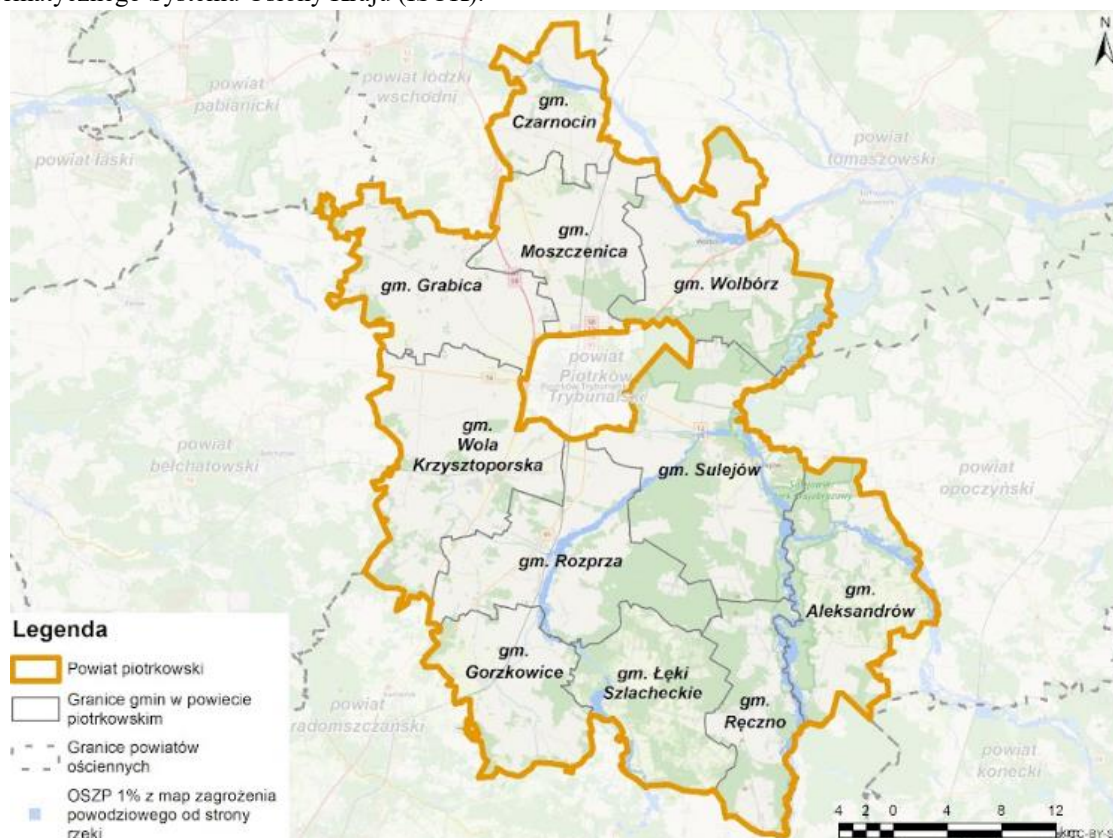 N
powiat
pabianicki
powiat łódzki
wschodni
gm.
Czarnocin
powiat łaski
powiat
tomaszowski
gm.
Moszczenica
gm. Grabica
gm. Wolbórz
powiat
Piotrków
Trybunalski
gm.
Wola
Krzysztoporska
powiat
bełchatowski
gm. Sulejów
powiat
opoczyński
gm. Rozprza
gm.
Aleksandrów
gm.
Gorzkowice
gm. Łęki
Szlacheckie
gm.
Ręczno
powiat
radomszczański
powiat
konecki
Legenda
Powiat piotrkowski
Granice gmin w powiecie
piotrkowskim
Granice powiatów
ościennych
OSZP 1% z map zagrożenia
powodziowego od strony
rzeki
4 2 0 4 8 12